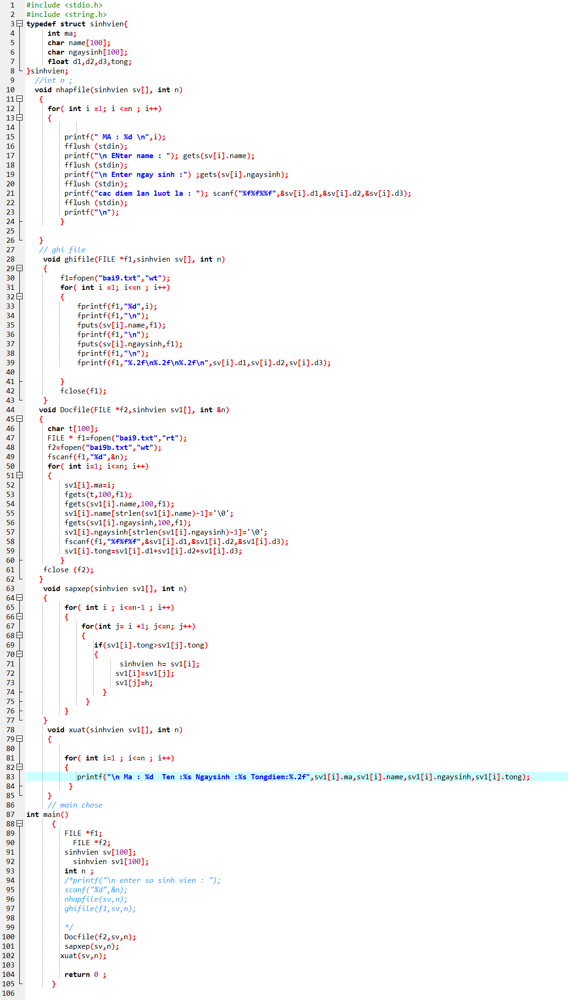 1 #include <stdio.h>
2 #include <string.h>
3 typedef struct sinhvien{
4 int ma;
5 char name[100];
6 char ngaysinh[100];
7 float d1,d2,d3,tong;
8 }sinhvien;
9 //int n ;
10 void nhapfile(sinhvien sv[], int n)
11 {
12 for( int i =1; i <=n ; i++)
13 {
14
15 printf(" MA : %d \n",i);
16 fflush (stdin);
17 printf("\n ENter name : "); gets(sv[i].name);
18 fflush (stdin);
19 printf("\n Enter ngay sinh :") ;gets(sv[i].ngaysinh);
20 fflush (stdin);
21 printf("cac diem lan luot la : "); scanf("%f%f%%f",&sv[i].d1,&sv[i].d2,&sv[i].d3);
22 fflush (stdin);
23 printf("\n");
24 }
25
26 }
27 // ghi file
28 void ghifile(FILE *f1,sinhvien sv[], int n)
29 {
30 f1=fopen("bai9.txt","wt");
31 for( int i =1; i<=n ; i++)
32 {
33 fprintf(f1,"%d",i);
34 fprintf(f1,"\n");
35 fputs(sv[i].name,f1);
36 fprintf(f1,"\n");
37 fputs(sv[i].ngaysinh,f1);
38 fprintf(f1,"\n");
39 fprintf(f1,"%.2f\n%.2f\n%.2f\n",sv[i].d1,sv[i].d2,sv[i].d3);
40
41 }
42 fclose(f1);
43 }
44 void Docfile(FILE *f2,sinhvien sv1[], int &n)
45 {
46 char t[100];
47 FILE * f1=fopen("bai9.txt","rt");
48 f2=fopen("bai9b.txt","wt");
49 fscanf(f1,"%d",&n);
50 for( int i=1; i<=n; i++)
51 {
52 sv1[i].ma=i;
53 fgets(t,100,f1);
54 fgets(sv1[i].name,100,f1);
55 sv1[i].name[strlen(sv1[i].name)-1]='\0';
56 fgets(sv1[i].ngaysinh,100,f1);
57 sv1[i].ngaysinh[strlen(sv1[i].ngaysinh)-1]='\0';
58 fscanf(f1,"%f%f%f",&sv1[i].d1,&sv1[i].d2,&sv1[i].d3);
59 sv1[i].tong=sv1[i].d1+sv1[i].d2+sv1[i].d3;
60 }
61 fclose (f2);
62 }
63 void sapxep(sinhvien sv1[], int n)
64 {
65 for( int i ; i<=n-1 ; i++)
66 {
67 for(int j= i +1; j<=n; j++)
68 {
69 if(sv1[i].tong>sv1[j].tong)
70 {
71 sinhvien h= sv1[i];
72 sv1[i]=sv1[j];
73 sv1[j]=h;
74 }
75 }
76 }
77 }
78 void xuat(sinhvien sv1[], int n)
79 {
80
81 for( int i=1 ; i<=n ; i++)
82 {
83 printf("\n Ma : %d  Ten :%s Ngaysinh :%s Tongdiem:%.2f",sv1[i].ma,sv1[i].name,sv1[i].ngaysinh,sv1[i].tong);
84 }
85 }
86 // main chose
87 int main()
88 {
89 FILE *f1;
90 FILE *f2;
91 sinhvien sv[100];
92 sinhvien sv1[100];
93 int n ;
94 /*printf("\n enter so sinh vien : ");
95 scanf("%d",&n);
96 nhapfile(sv,n);
97 ghifile(f1,sv,n);
98
99 */
100 Docfile(f2,sv,n);
101 sapxep(sv,n);
102 xuat(sv,n);
103
104 return 0 ;
105 }
106